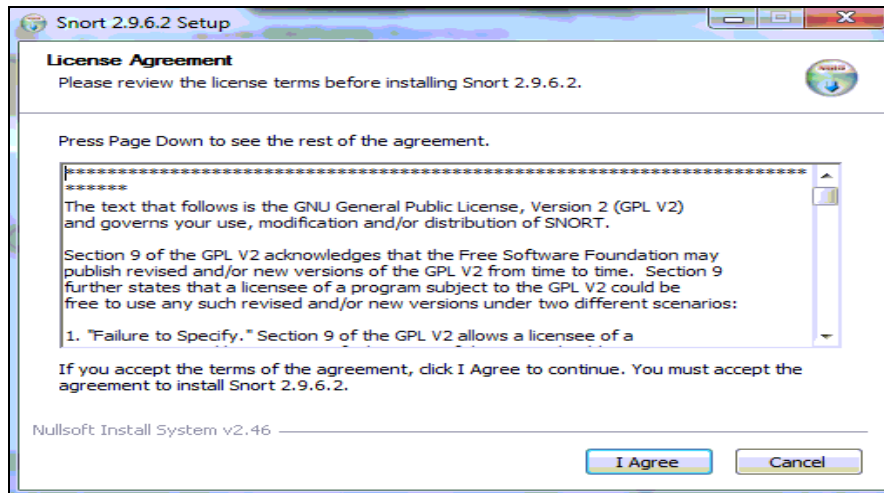 Snort 2.9.6.2 Setup
License Agreement
Please review the license terms before installing Snort 2.9.6.2.
Press Page Down to see the rest of the agreement.
***********************************************************************
******
The text that follows is the GNU General Public License, Version 2 (GPL V2)
and governs your use, modification and/or distribution of SNORT.
Section 9 of the GPL V2 acknowledges that the Free Software Foundation may
publish revised and/or new versions of the GPL V2 from time to time.  Section 9
further states that a licensee of a program subject to the GPL V2 could be
free to use any such revised and/or new versions under two different scenarios:
1. "Failure to Specify." Section 9 of the GPL V2 allows a licensee of a
If you accept the terms of the agreement, click I Agree to continue. You must accept the
agreement to install Snort 2.9.6.2.
Nullsoft Install System v2.46
I Agree
Cancel